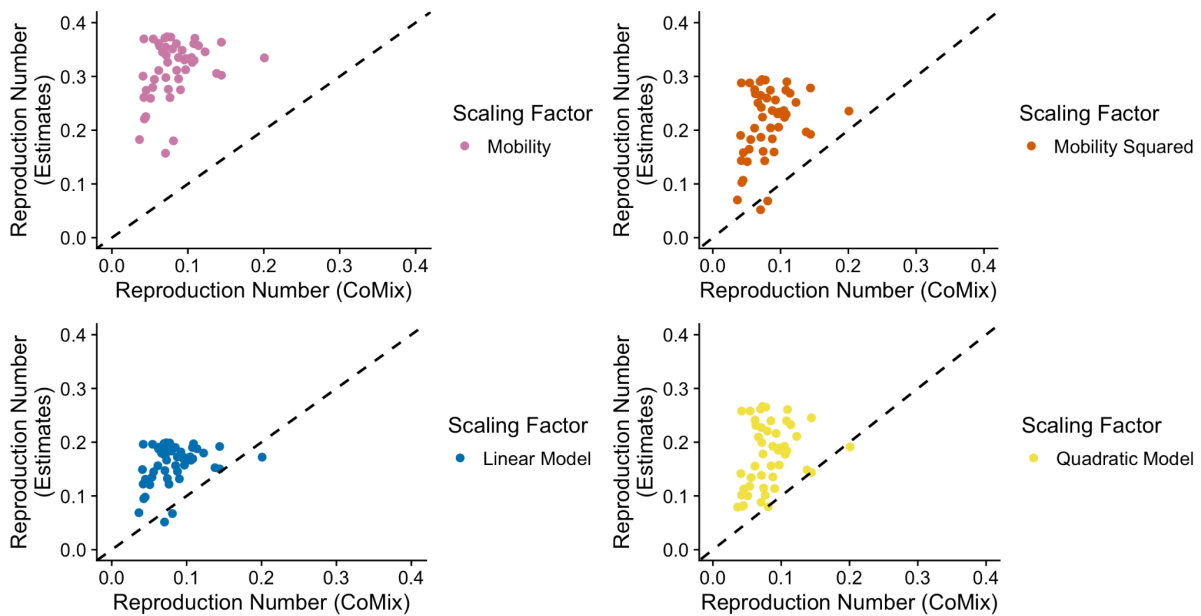 0.4
0.3
0.2
0.1
0.0
Reproduction Number
(Estimates)
0.0 0.1 0.2 0.3 0.4
Reproduction Number (CoMix)
Scaling Factor
Mobility
0.4
0.3
0.2
0.1
0.0
Reproduction Number
(Estimates)
0.0 0.1 0.2 0.3 0.4
Reproduction Number (CoMix)
Scaling Factor
Mobility Squared
0.4
0.3
0.2
0.1
0.0
Reproduction Number
(Estimates)
0.0 0.1 0.2 0.3 0.4
Reproduction Number (CoMix)
Scaling Factor
Linear Model
0.4
0.3
0.2
0.1
0.0
Reproduction Number
(Estimates)
0.0 0.1 0.2 0.3 0.4
Reproduction Number (CoMix)
Scaling Factor
Quadratic Model